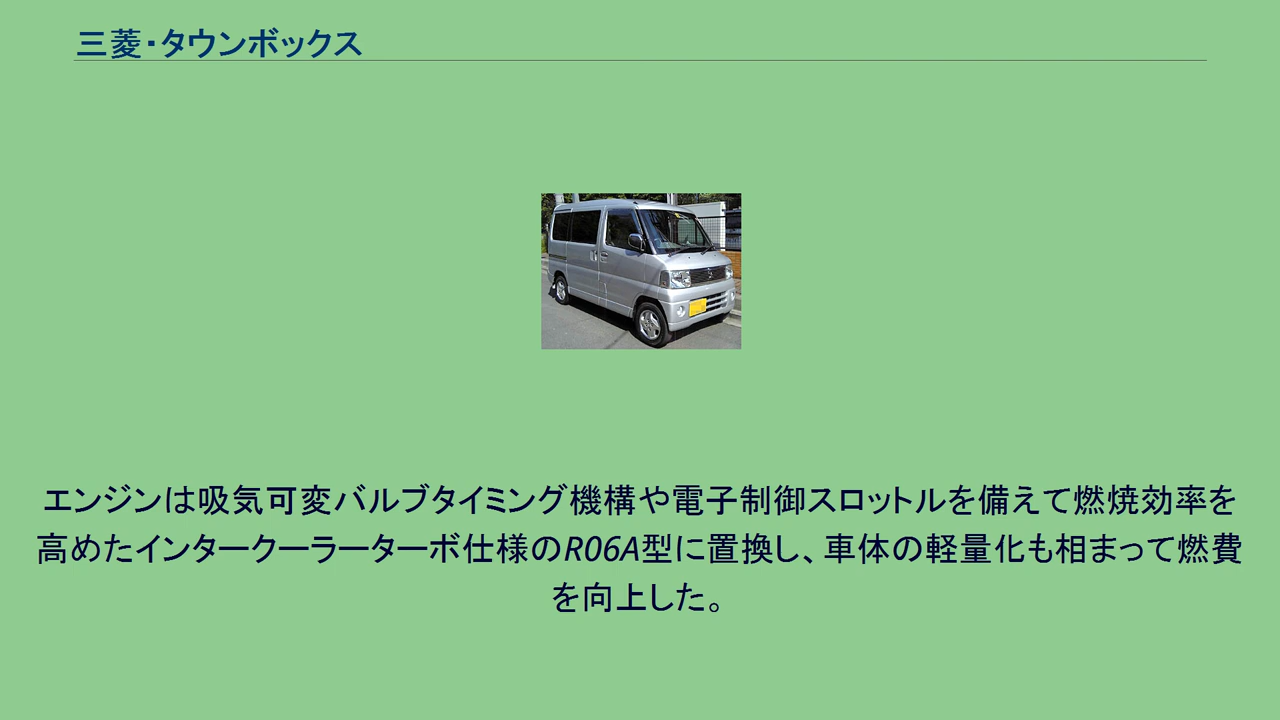 三菱・タウンボックス
エンジンは吸気可変バルブタイミング機構や電子制御スロットルを備えて燃焼効率を
高めたインタークーラーターボ仕様のR06A型に置換し、車体の軽量化も相まって燃費
を向上した。